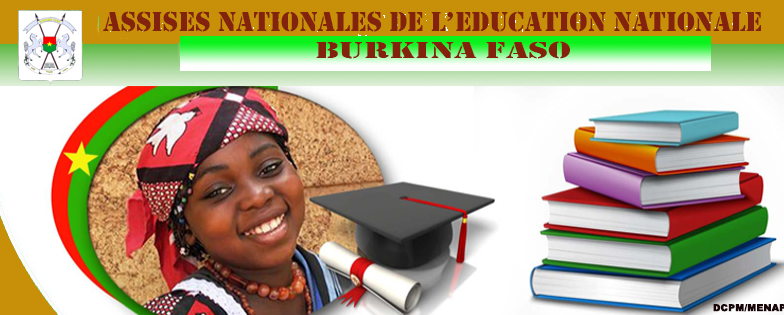 ASSISES NATIONALES DE L'EDUCATION NATIONALE
BURKINA FASO
DCPM/MENAP